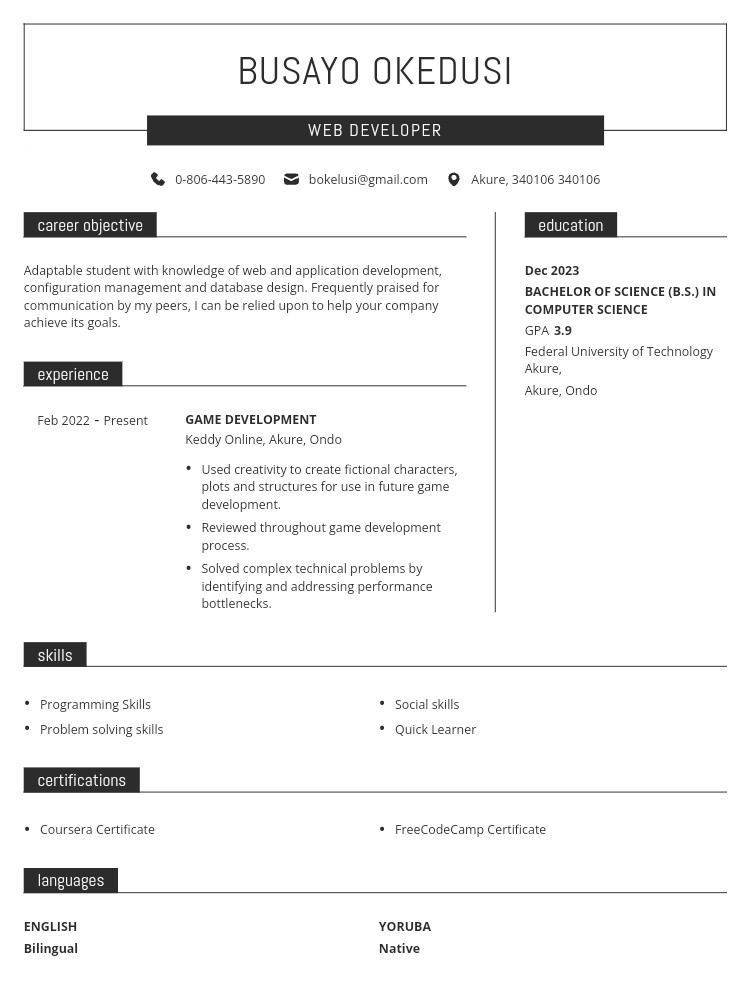 BUSAYO OKEDUSI
WEB DEVELOPER
0-806-443-5890 bokelusi@gmail.com Akure, 340106 340106
career objective
Adaptable student with knowledge of web and application development,
configuration management and database design. Frequently praised for
communication by my peers, I can be relied upon to help your company
achieve its goals.
experience
Feb 2022 - Present
GAME DEVELOPMENT
Keddy Online, Akure, Ondo
• Used creativity to create fictional characters,
plots and structures for use in future game
development.
• Reviewed throughout game development
process.
• Solved complex technical problems by
identifying and addressing performance
bottlenecks.
education
Dec 2023
BACHELOR OF SCIENCE (B.S.) IN
COMPUTER SCIENCE
GPA 3.9
Federal University of Technology
Akure,
Akure, Ondo
skills
• Programming Skills
• Problem solving skills
• Social skills
• Quick Learner
certifications
• Coursera Certificate
• FreeCodeCamp Certificate
languages
ENGLISH
Bilingual
YORUBA
Native